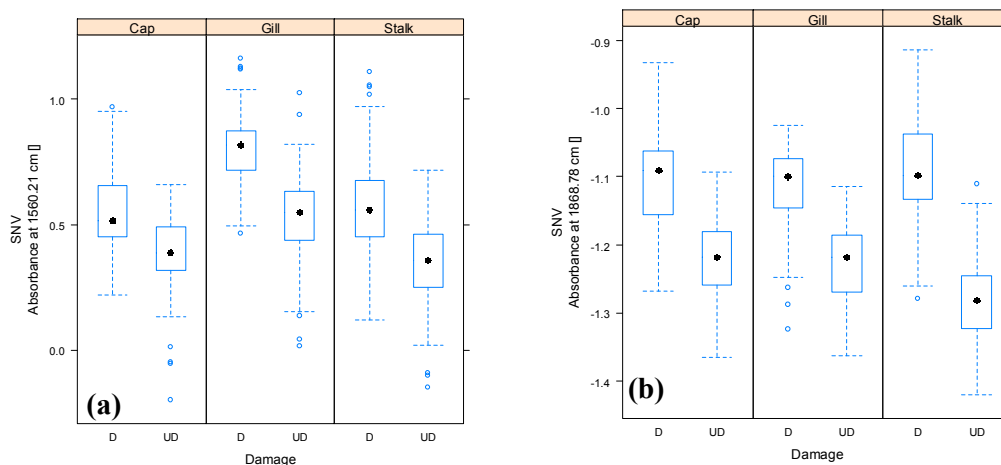 Cap Gill Stalk
1.0
0.5
0.0
SNV
Absorbance at 1560.21 cm []
(a)
D UD D UD D UD
Damage
Cap Gill Stalk
-0.9
-1.0
-1.1
-1.2
-1.3
-1.4
SNV
Absorbance at 1868.78 cm []
(b)
D UD D UD D UD
Damage